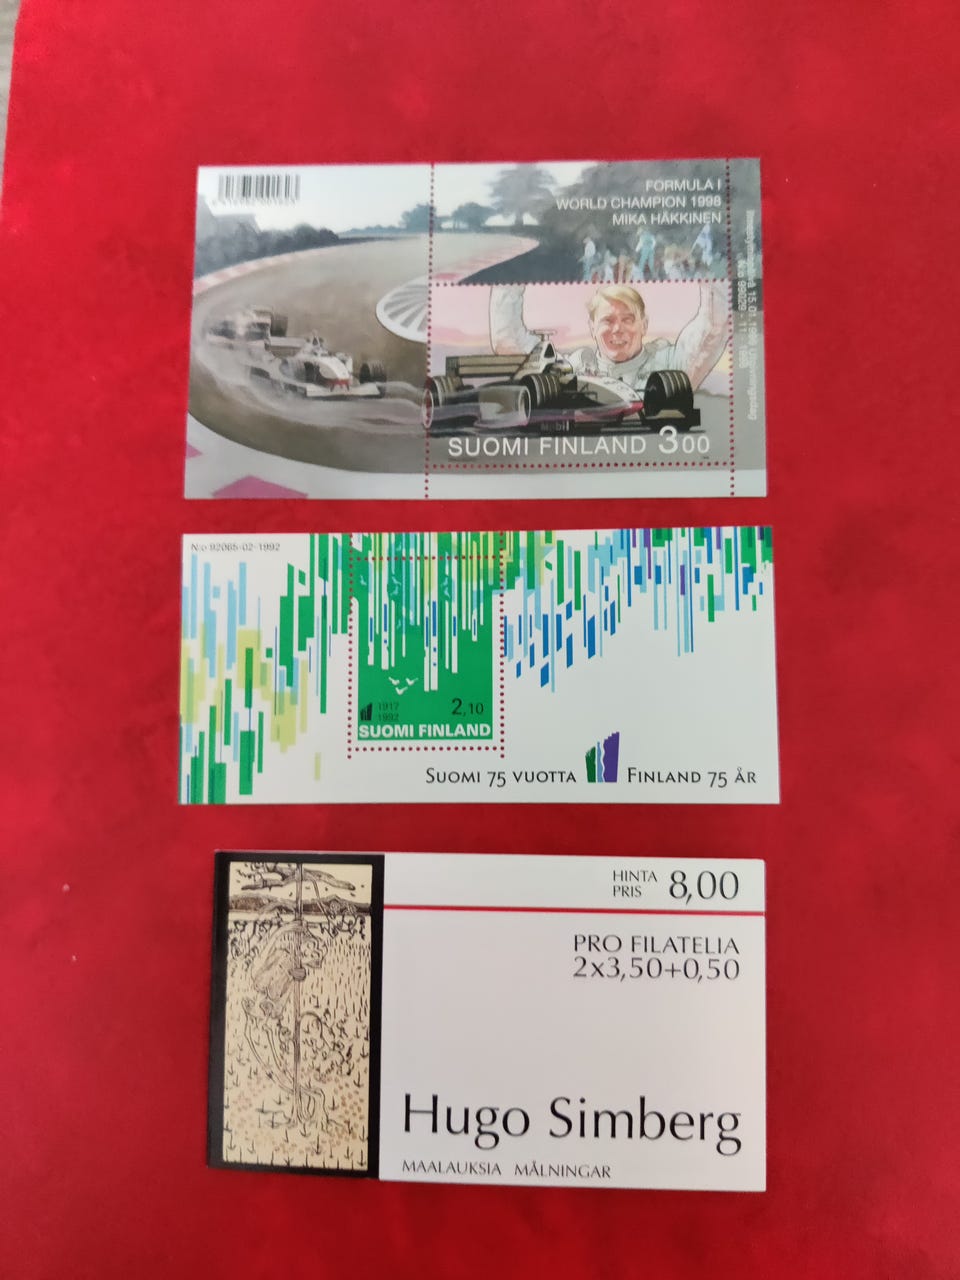 FORMULA I
WORLD CHAMPION 1998
MIKA HÄKKINEN
SUOMI FINLAND 3 00
N:o 92065-02-1992
1917
1992
2,10
SUOMI FINLAND
SUOMI 75 VUOTTA
FINLAND 75 ÅR
HINTA
PRIS
8,00
PRO FILATELIA
2x3,50+0,50
Hugo Simberg
MAALAUKSIA MÅLNINGAR